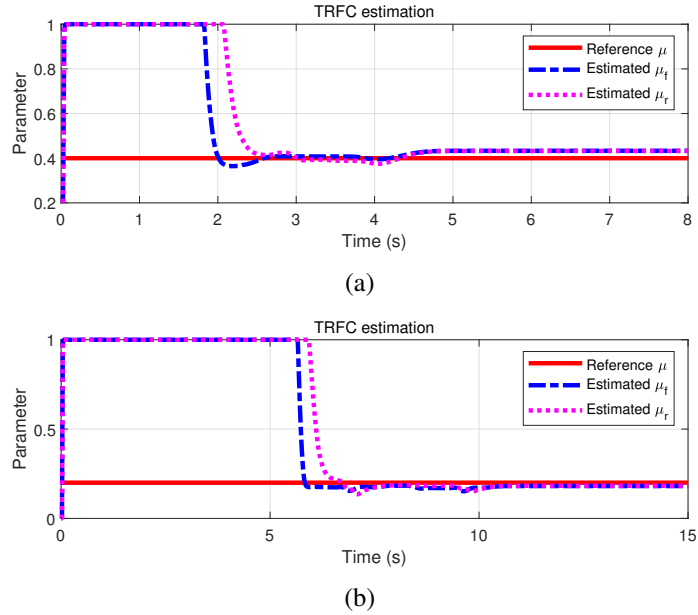 TRFC estimation
1
0.8
0.6
0.4
0.2
Parameter
Reference μ
Estimated μf
Estimated μr
0 1 2 3 4 5 6 7 8
Time (s)
(a)
TRFC estimation
1
0.5
0
Parameter
Reference μ
Estimated μf
Estimated μr
0 5 10 15
Time (s)
(b)